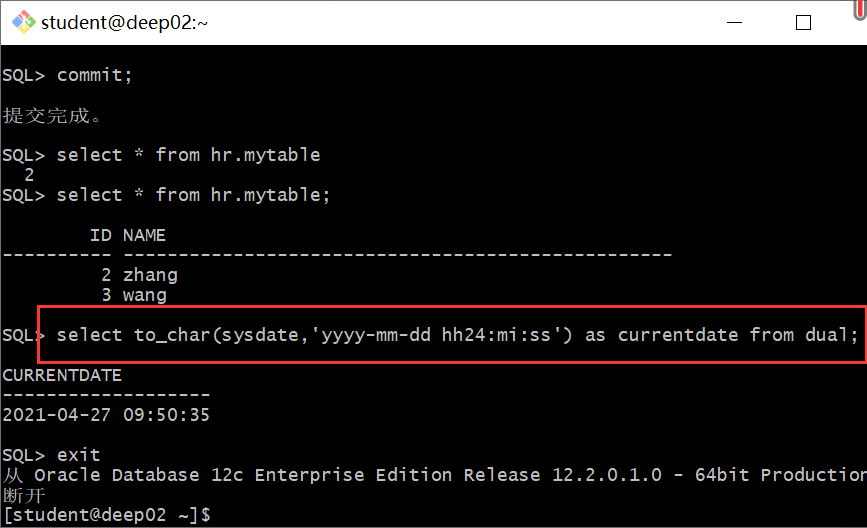 student@deep02:~
SQL> commit;
提交完成。
SQL> select * from hr.mytable
  2
SQL> select * from hr.mytable;
        ID NAME
---------- --------------------------------------------------
         2 zhang
         3 wang
SQL> select to_char(sysdate,'yyyy-mm-dd hh24:mi:ss') as currentdate from dual;
CURRENTDATE
-------------------
2021-04-27 09:50:35
SQL> exit
从 Oracle Database 12c Enterprise Edition Release 12.2.0.1.0 - 64bit Production
断开
[student@deep02 ~]$